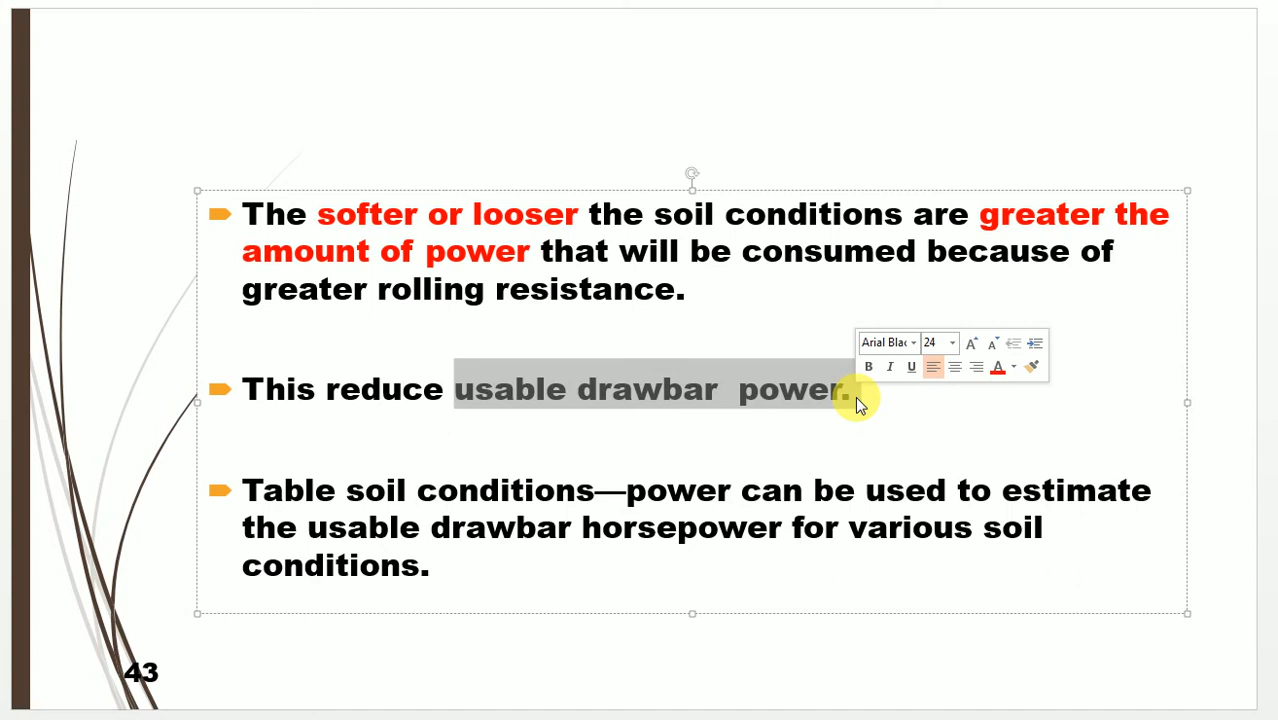 The softer or looser the soil conditions are greater the
amount of power that will be consumed because of
greater rolling resistance.
Arial Blac 24
B I U A
This reduce usable drawbar power.
Table soil conditions—power can be used to estimate
the usable drawbar horsepower for various soil
conditions.
43